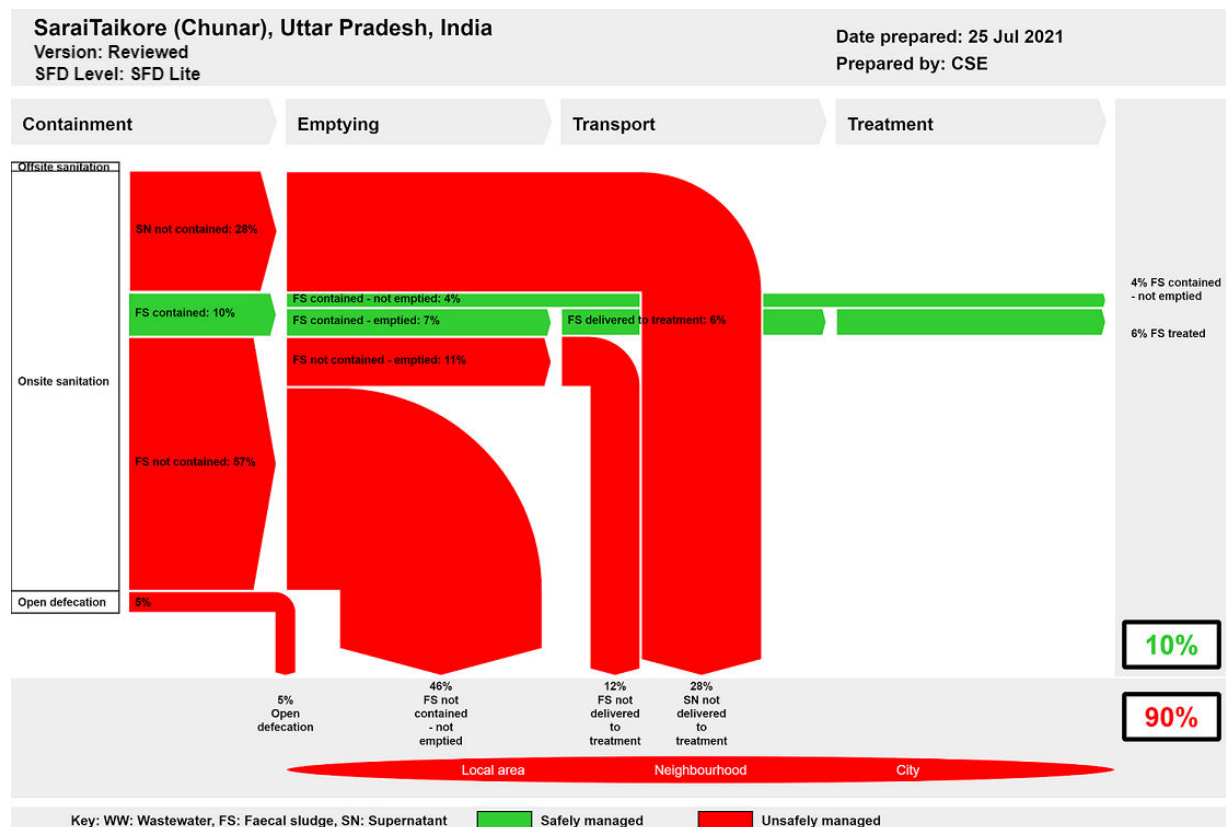 SaraiTaikore (Chunar), Uttar Pradesh, India
Version: Reviewed
SFD Level: SFD Lite
Date prepared: 25 Jul 2021
Prepared by: CSE
Containment
Emptying
Transport
Treatment
Offsite sanitation
SN not contained: 28%
FS contained: 10%
FS contained - not emptied: 4%
FS contained - emptied: 7%
FS delivered to treatment: 6%
4% FS contained
- not emptied
6% FS treated
FS not contained - emptied: 11%
Onsite sanitation
FS not contained: 57%
Open defecation
5%
10%
90%
5%
Open
defecation
46%
FS not
contained
- not
emptied
12%
FS not
delivered
to
treatment
28%
SN not
delivered
to
treatment
Local area
Neighbourhood
City
Key: WW: Wastewater, FS: Faecal sludge, SN: Supernatant
Safely managed
Unsafely managed